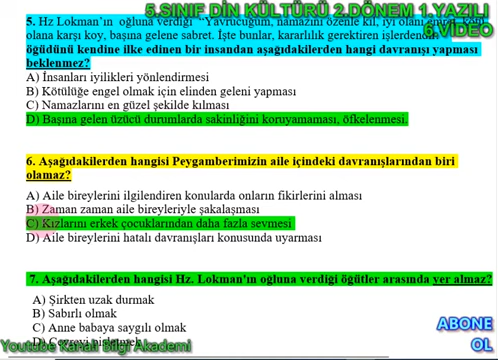 5.SINIF DİN KÜLTÜRÜ 2.DÖNEM 1.YAZILI
6.VİDEO
5. Hz Lokman’ın oğluna verdiği “Yavrucuğum, namazını özenle kıl, iyi olanı emret, kötü
olana karşı koy, başına gelene sabret. İşte bunlar, kararlılık gerektiren işlerdendir.
öğüdünü kendine ilke edinen bir insandan aşağıdakilerden hangi davranışı yapması
beklenmez?
A) İnsanları iyilikleri yönlendirmesi
B) Kötülüğe engel olmak için elinden geleni yapması
C) Namazlarını en güzel şekilde kılması
D) Başına gelen üzücü durumlarda sakinliğini koruyamaması, öfkelenmesi.
6. Aşağıdakilerden hangisi Peygamberimizin aile içindeki davranışlarından biri
olamaz?
A) Aile bireylerini ilgilendiren konularda onların fikirlerini alması
B) Zaman zaman aile bireyleriyle şakalaşması
C) Kızlarını erkek çocuklarından daha fazla sevmesi
D) Aile bireylerini hatalı davranışları konusunda uyarması
7. Aşağıdakilerden hangisi Hz. Lokman'ın oğluna verdiği öğütler arasında yer almaz?
A) Şirkten uzak durmak
B) Sabırlı olmak
C) Anne babaya saygılı olmak
D) Çevreyi
Youtube Kanalı Bilgi Akademi
ABONE
OL